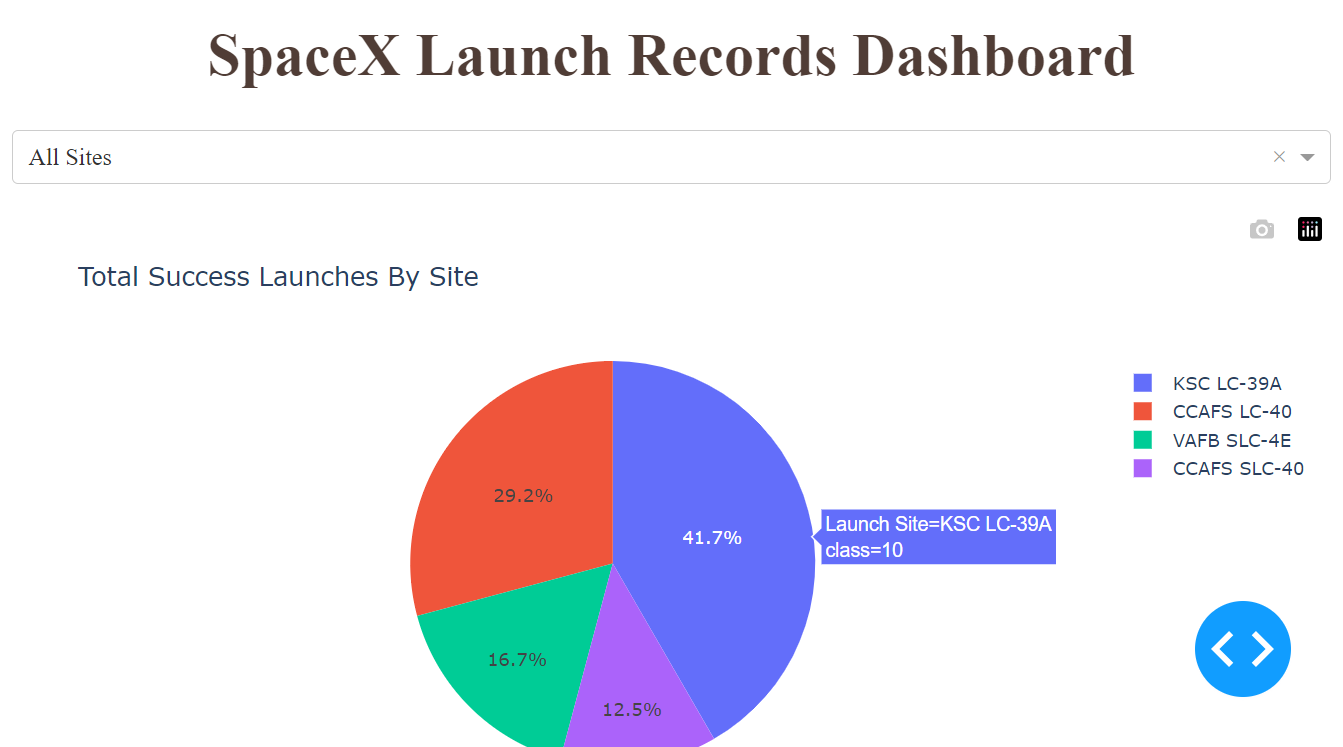 SpaceX Launch Records Dashboard
All Sites
Total Success Launches By Site
KSC LC-39A
CCAFS LC-40
VAFB SLC-4E
CCAFS SLC-40
29.2%
41.7%
Launch Site=KSC LC-39A
class=10
16.7%
12.5%